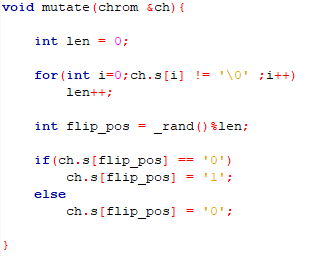 void mutate(chrom &ch){
int len = 0;
for(int i=0;ch.s[i] != '\0' ;i++)
len++;
int flip_pos = _rand()%len;
if(ch.s[flip_pos] == '0')
ch.s[flip_pos] = '1';
else
ch.s[flip_pos] = '0';
}